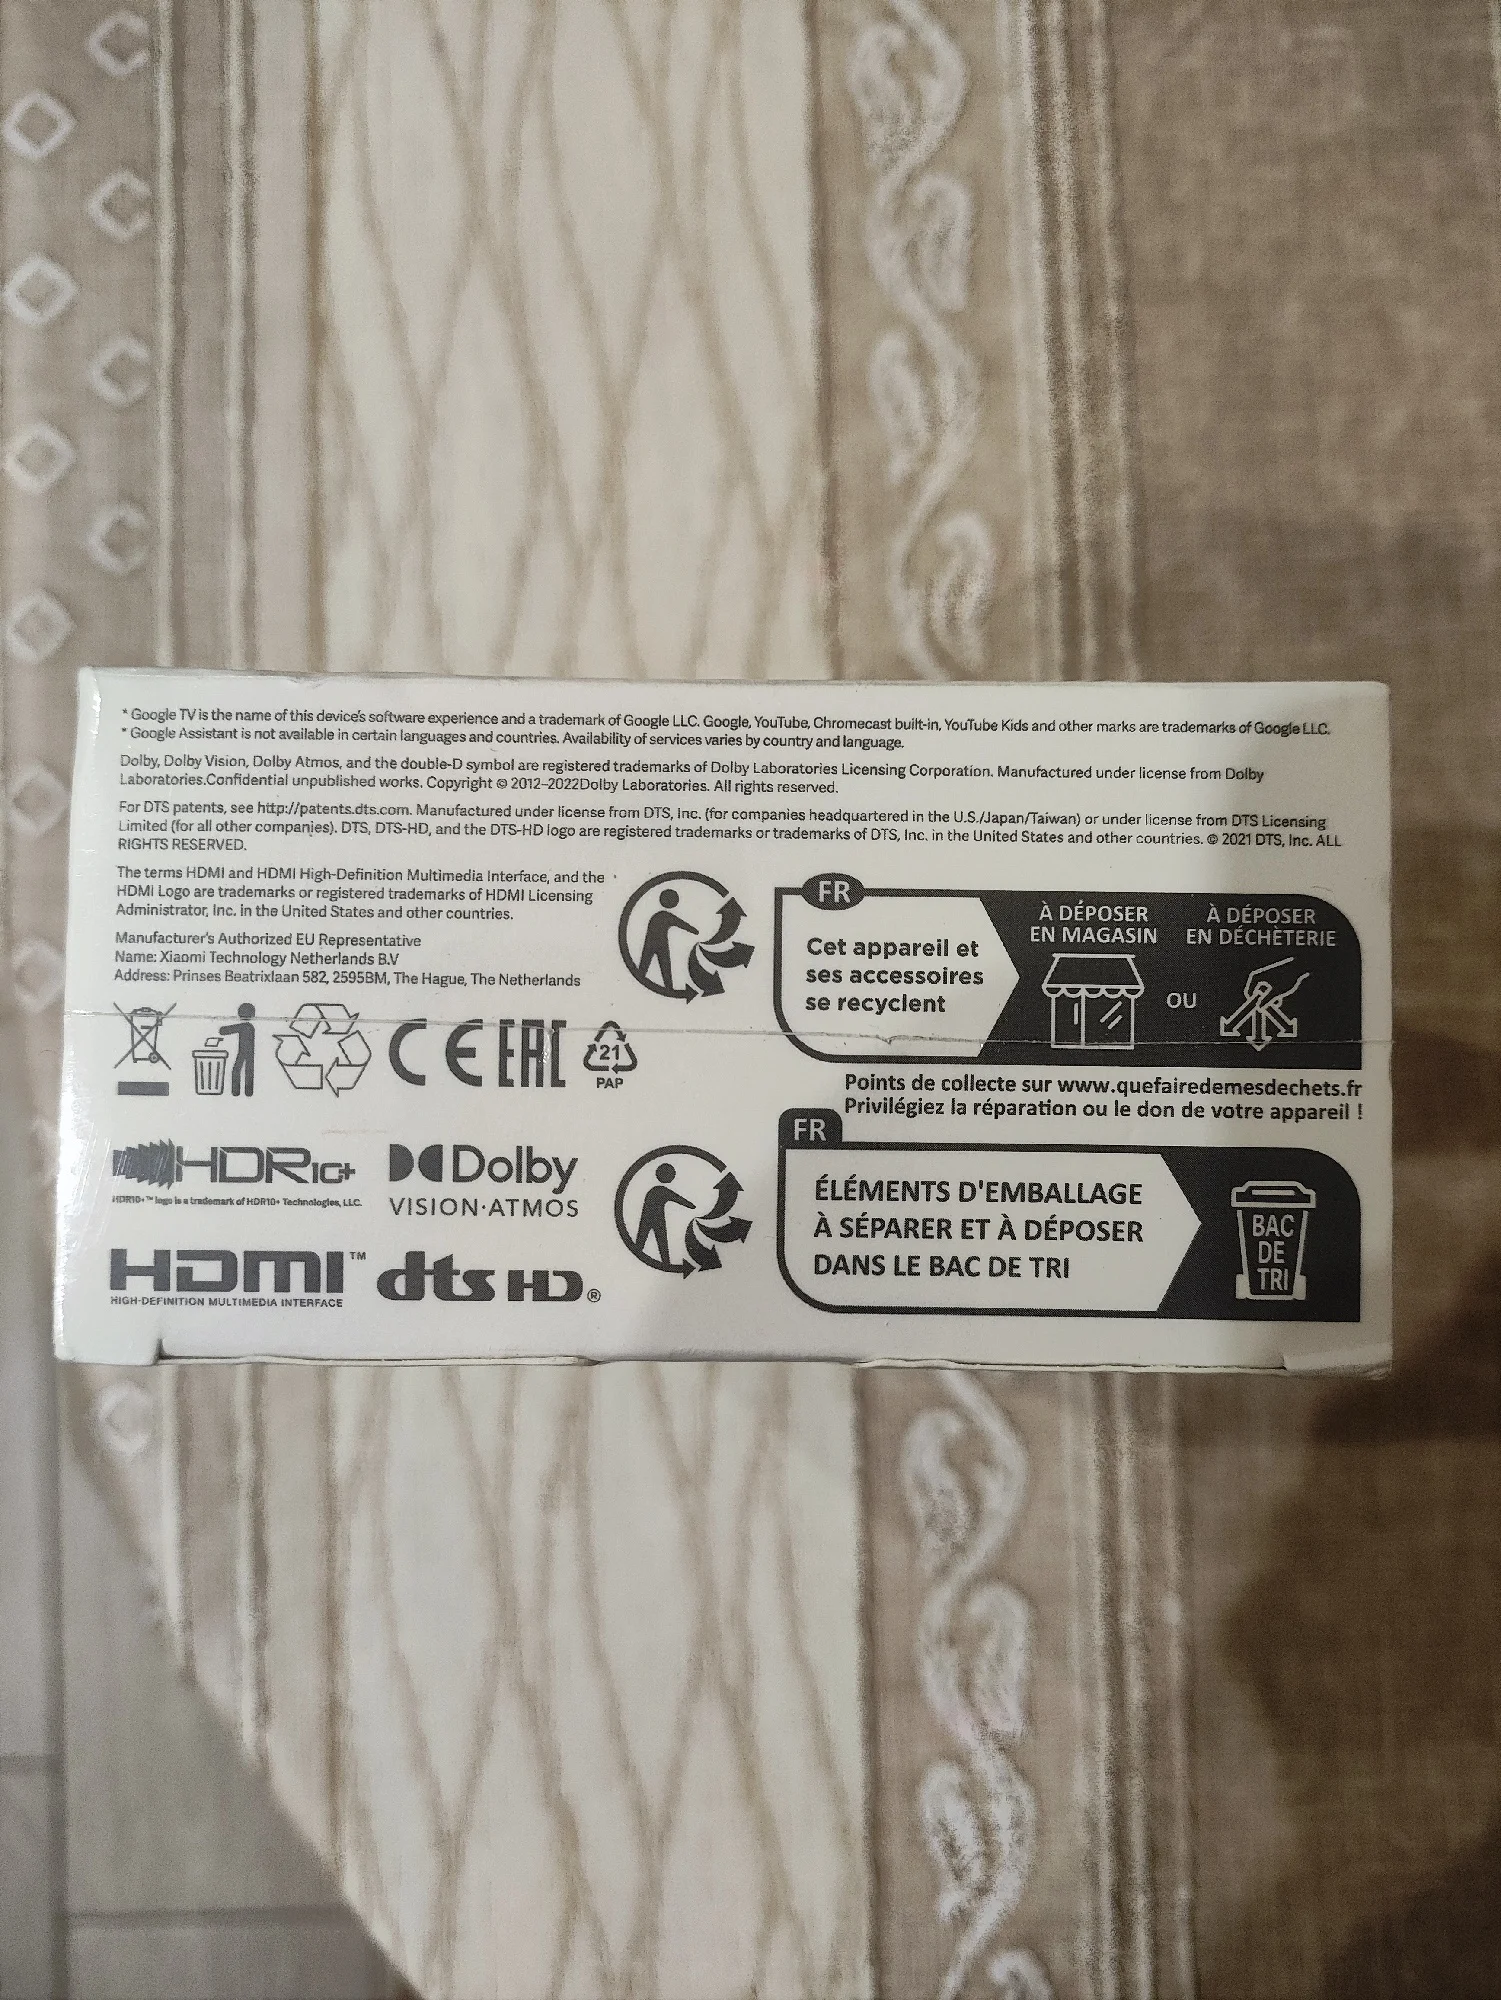 * Google TV is the name of this device's software experience and a trademark of Google LLC. Google, YouTube, Chromecast built-in, YouTube Kids and other marks are trademarks of Google LLC.
* Google Assistant is not available in certain languages and countries. Availability of services varies by country and language.
Dolby, Dolby Vision, Dolby Atmos, and the double-D symbol are registered trademarks of Dolby Laboratories Licensing Corporation. Manufactured under license from Dolby
Laboratories.Confidential unpublished works. Copyright © 2012–2022Dolby Laboratories. All rights reserved.
For DTS patents, see http://patents.dts.com. Manufactured under license from DTS, Inc. (for companies headquartered in the U.S./Japan/Taiwan) or under license from DTS Licensing
Limited (for all other companies). DTS, DTS-HD, and the DTS-HD logo are registered trademarks or trademarks of DTS, Inc. in the United States and other countries. © 2021 DTS, Inc. ALL
RIGHTS RESERVED.
The terms HDMI and HDMI High-Definition Multimedia Interface, and the
HDMI Logo are trademarks or registered trademarks of HDMI Licensing
Administrator, Inc. in the United States and other countries.
Manufacturer's Authorized EU Representative
Name: Xiaomi Technology Netherlands B.V
Address: Prinses Beatrixlaan 582, 2595BM, The Hague, The Netherlands
CE EAC
21
PAP
HDR10+
HDR10+™ logo is a trademark of HDR10+ Technologies, LLC.
Dolby
VISION·ATMOS
HDMI™
HIGH-DEFINITION MULTIMEDIA INTERFACE
dts HD®
FR
Cet appareil et
ses accessoires
se recyclent
À DÉPOSER
EN MAGASIN
OU
À DÉPOSER
EN DÉCHÈTERIE
Points de collecte sur www.quefairedemesdechets.fr
Privilégiez la réparation ou le don de votre appareil !
FR
ÉLÉMENTS D'EMBALLAGE
À SÉPARER ET À DÉPOSER
DANS LE BAC DE TRI
BAC
DE
TRI